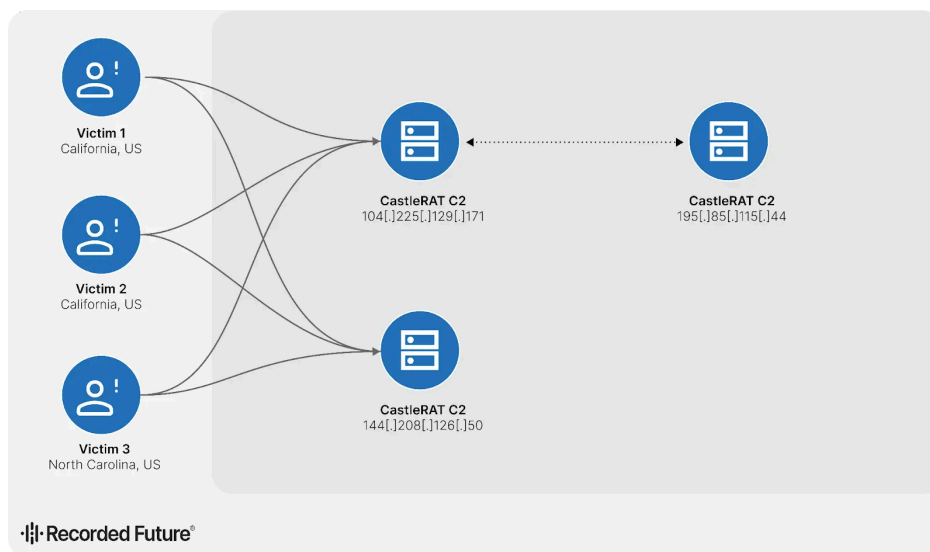 Victim 1
California, US
CastleRAT C2
104[.]225[.]129[.]171
CastleRAT C2
195[.]85[.]115[.]44
Victim 2
California, US
CastleRAT C2
144[.]208[.]126[.]50
Victim 3
North Carolina, US
Recorded Future®